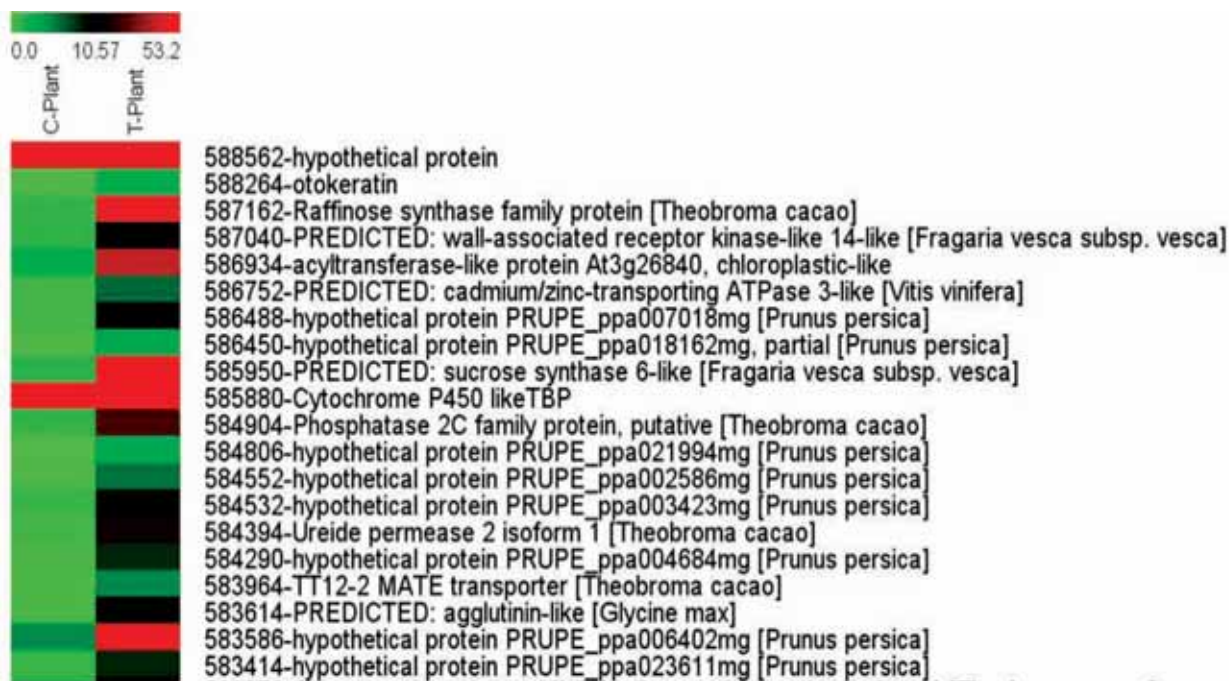 0.0 10.57 53.2
C-Plant T-Plant
588562-hypothetical protein
588264-otokeratin
587162-Raffinose synthase family protein [Theobroma cacao]
587040-PREDICTED: wall-associated receptor kinase-like 14-like [Fragaria vesca subsp. vesca]
586934-acyltransferase-like protein At3g26840, chloroplastic-like
586752-PREDICTED: cadmium/zinc-transporting ATPase 3-like [Vitis vinifera]
586488-hypothetical protein PRUPE_ppa007018mg [Prunus persica]
586450-hypothetical protein PRUPE_ppa018162mg, partial [Prunus persica]
585950-PREDICTED: sucrose synthase 6-like [Fragaria vesca subsp. vesca]
585880-Cytochrome P450 likeTBP
584904-Phosphatase 2C family protein, putative [Theobroma cacao]
584806-hypothetical protein PRUPE_ppa021994mg [Prunus persica]
584552-hypothetical protein PRUPE_ppa002586mg [Prunus persica]
584532-hypothetical protein PRUPE_ppa003423mg [Prunus persica]
584394-Ureide permease 2 isoform 1 [Theobroma cacao]
584290-hypothetical protein PRUPE_ppa004684mg [Prunus persica]
583964-TT12-2 MATE transporter [Theobroma cacao]
583614-PREDICTED: agglutinin-like [Glycine max]
583586-hypothetical protein PRUPE_ppa006402mg [Prunus persica]
583414-hypothetical protein PRUPE_ppa023611mg [Prunus persica]